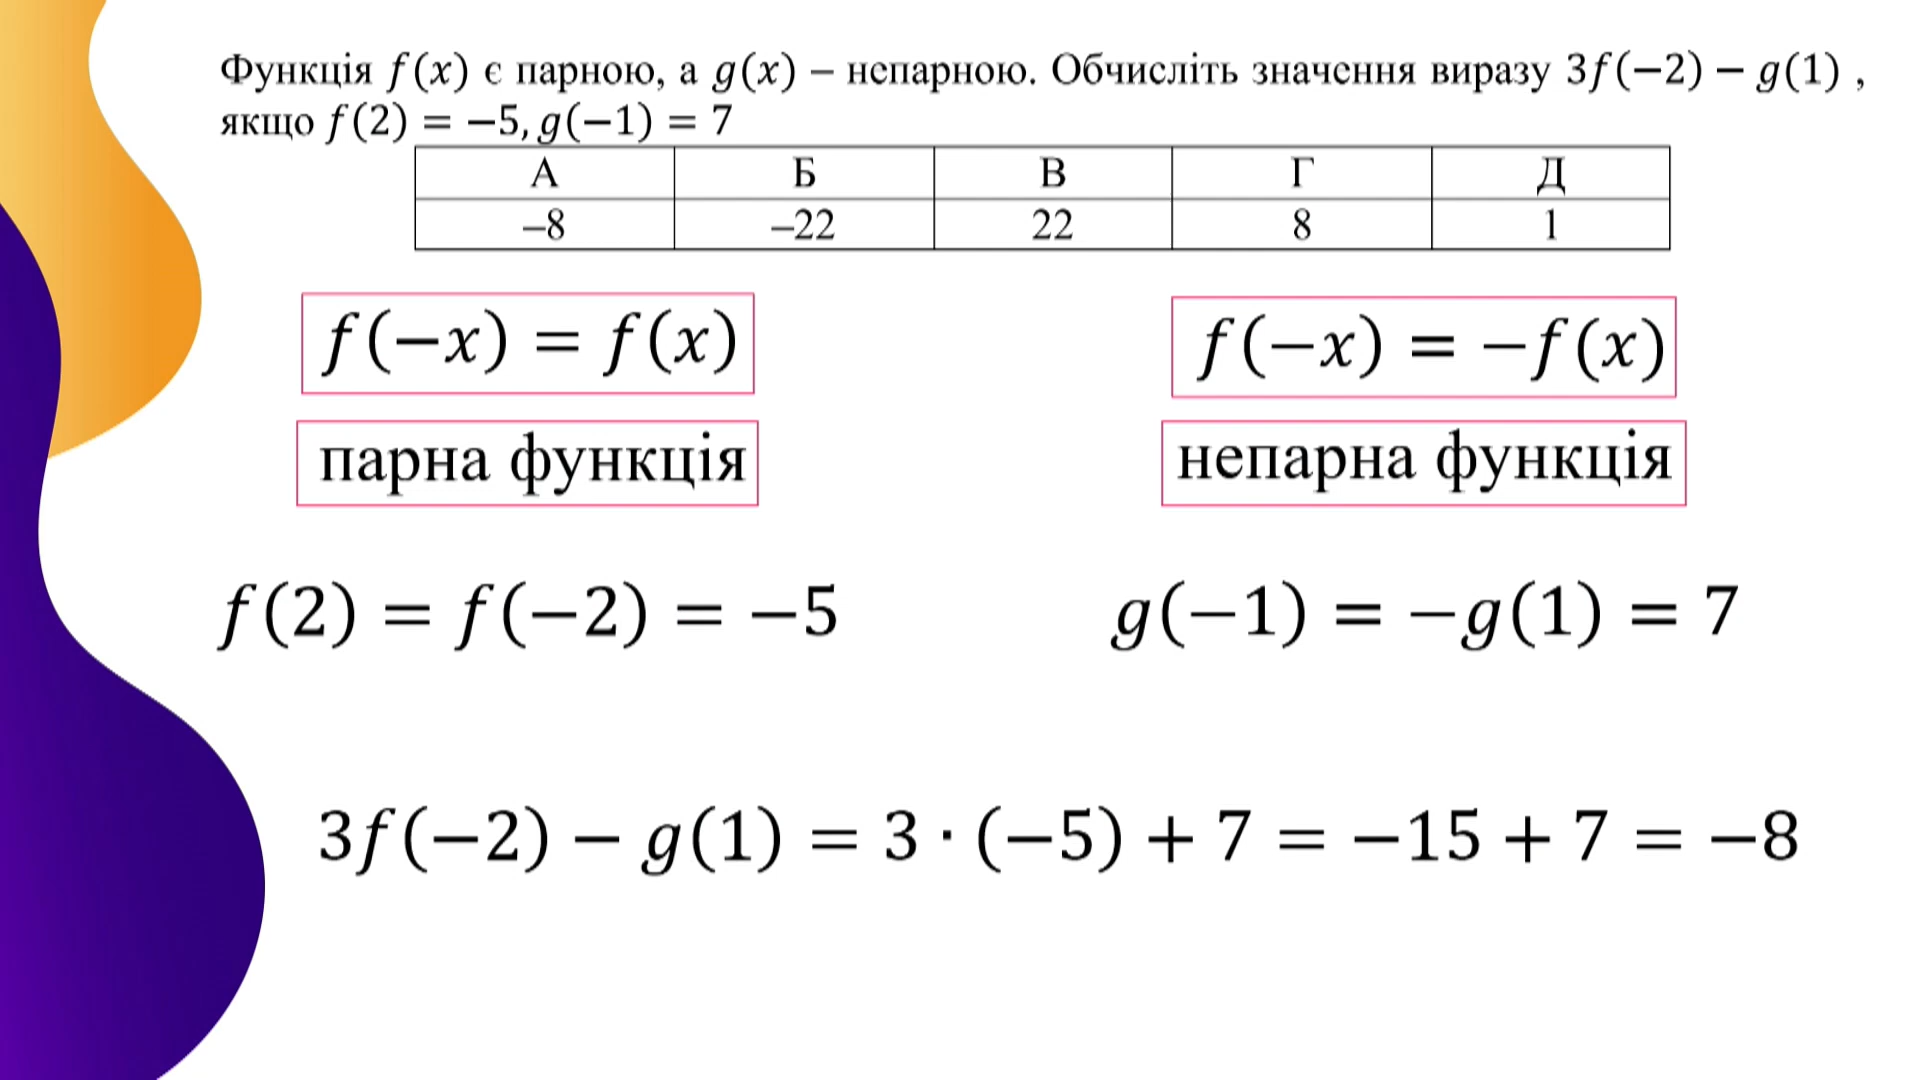 Функція f(x) є парною, а g(x) – непарною. Обчисліть значення виразу 3f(−2) − g(1) ,
якщо f(2) = −5, g(−1) = 7
А Б В Г Д
–8 –22 22 8 1
f(−x) = f(x)
f(−x) = −f(x)
парна функція
непарна функція
f(2) = f(−2) = −5
g(−1) = −g(1) = 7
3f(−2) − g(1) = 3 · (−5) + 7 = −15 + 7 = −8